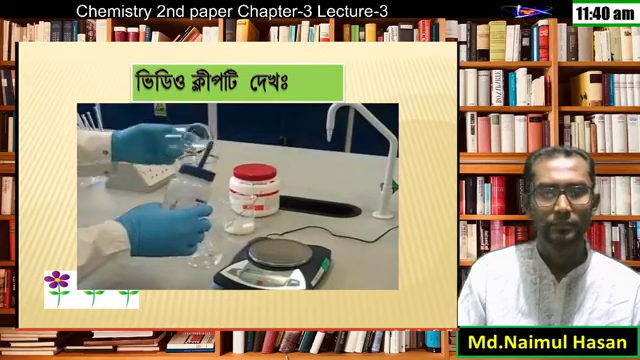 Chemistry 2nd paper Chapter-3 Lecture-3
11:40 am
ভিডিও ক্লীপটি দেখঃ
Md.Naimul Hasan